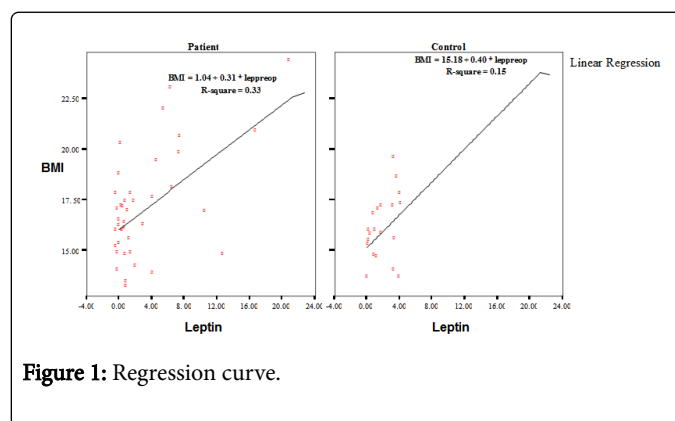 Patient
Control
BMI = 1.04 + 0.31 * leppreop
R-square = 0.33
BMI = 15.18 + 0.40 * leppreop
R-square = 0.15
Linear Regression
22.50
20.00
BMI
17.50
15.00
-4.00 0.00 4.00 8.00 12.00 16.00 20.00 24.00
-4.00 0.00 4.00 8.00 12.00 16.00 20.00 24.00
Leptin
Leptin
Figure 1: Regression curve.